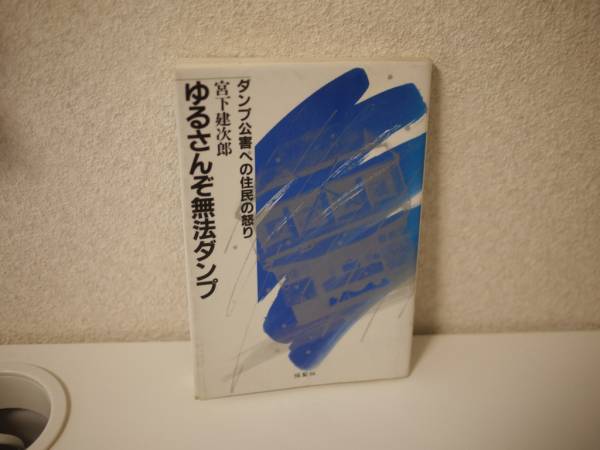 ダンプ公害への住民の怒り
宮下建次郎
ゆるさんぞ無法ダンプ